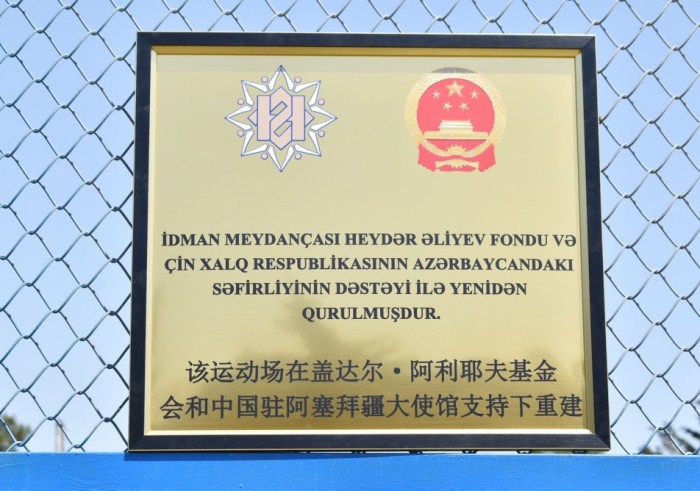 İDMAN MEYDANÇASI HEYDƏR ƏLİYEV FONDU VƏ
ÇİN XALQ RESPUBLİKASININ AZƏRBAYCANDAKI
SƏFİRLİYİNİN DƏSTƏYİ İLƏ YENİDƏN
QURULMUŞDUR.
该运动场在盖达尔·阿利耶夫基金
会和中国驻阿塞拜疆大使馆支持下重建